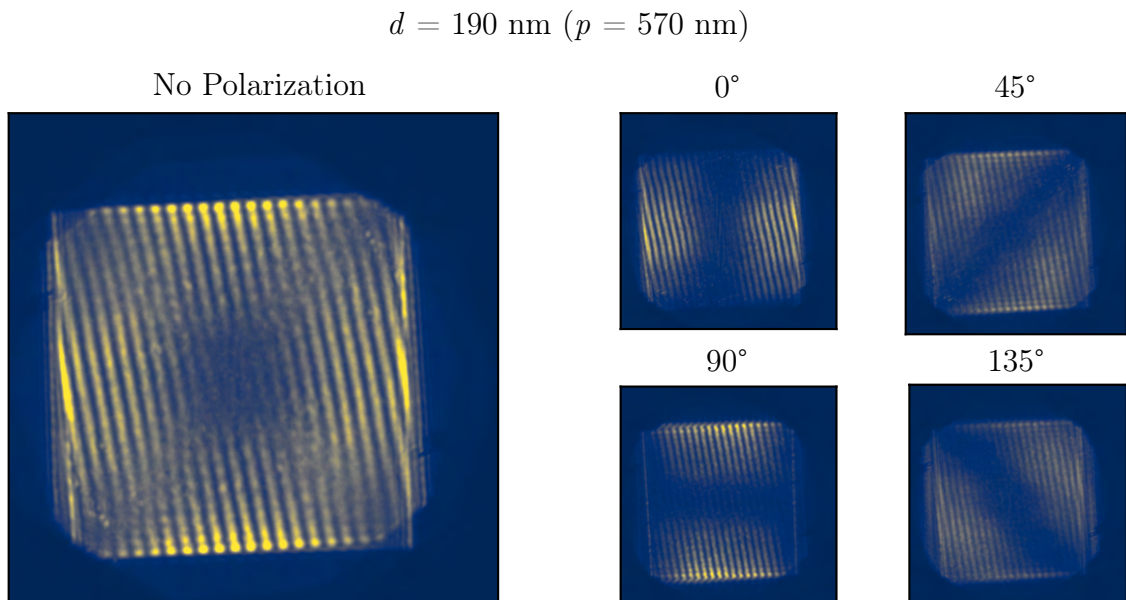 d = 190 nm (p = 570 nm)
No Polarization
0°
45°
90°
135°